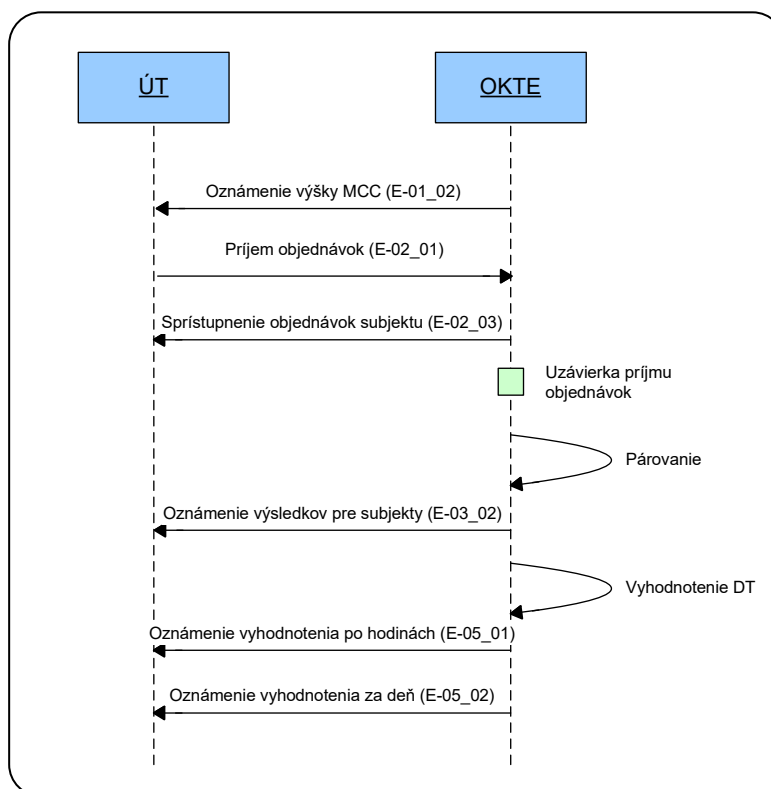 ÚT
OKTE
Oznámenie výšky MCC (E-01_02)
Príjem objednávok (E-02_01)
Sprístupnenie objednávok subjektu (E-02_03)
Uzávierka príjmu
objednávok
Párovanie
Oznámenie výsledkov pre subjekty (E-03_02)
Vyhodnotenie DT
Oznámenie vyhodnotenia po hodinách (E-05_01)
Oznámenie vyhodnotenia za deň (E-05_02)